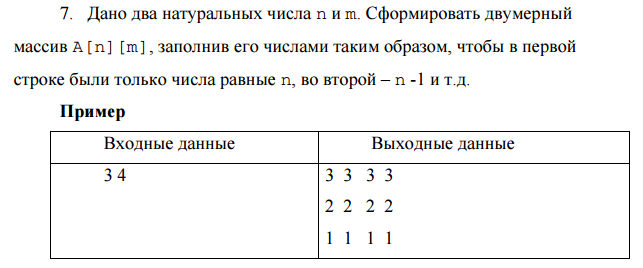 7. Дано два натуральных числа n и m. Сформировать двумерный
массив A[n][m], заполнив его числами таким образом, чтобы в первой
строке были только числа равные n, во второй – n -1 и т.д.
Пример
Входные данные Выходные данные
3 4 3 3 3 3
2 2 2 2
1 1 1 1